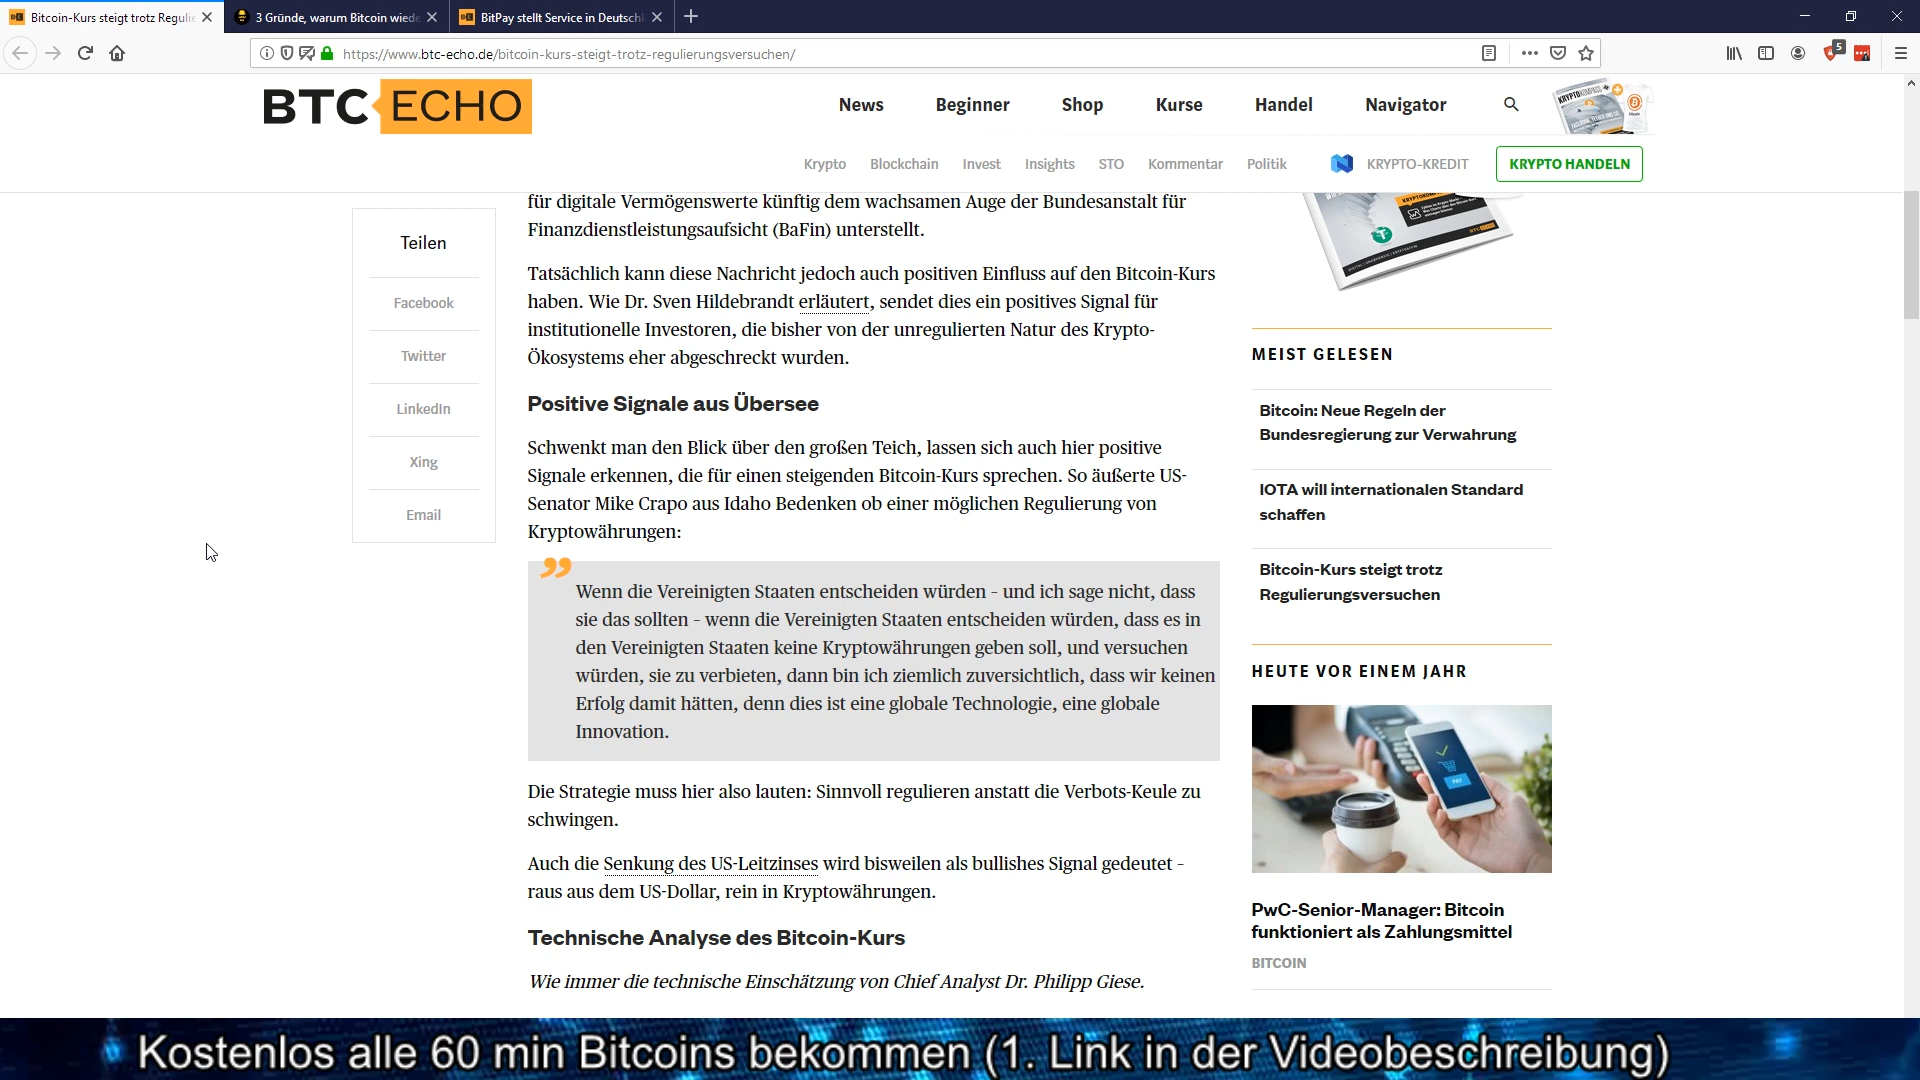 Bitcoin-Kurs steigt trotz Regulie
3 Gründe, warum Bitcoin wiede
BitPay stellt Service in Deutschl
https://www.btc-echo.de/bitcoin-kurs-steigt-trotz-regulierungsversuchen/
5
BTC ECHO
News Beginner Shop Kurse Handel Navigator
KRYPTOKOMPASS
Krypto Blockchain Invest Insights STO Kommentar Politik KRYPTO-KREDIT KRYPTO HANDELN
Teilen
Facebook
Twitter
LinkedIn
Xing
Email
für digitale Vermögenswerte künftig dem wachsamen Auge der Bundesanstalt für
Finanzdienstleistungsaufsicht (BaFin) unterstellt.
Tatsächlich kann diese Nachricht jedoch auch positiven Einfluss auf den Bitcoin-Kurs
haben. Wie Dr. Sven Hildebrandt erläutert, sendet dies ein positives Signal für
institutionelle Investoren, die bisher von der unregulierten Natur des Krypto-
Ökosystems eher abgeschreckt wurden.
Positive Signale aus Übersee
Schwenkt man den Blick über den großen Teich, lassen sich auch hier positive
Signale erkennen, die für einen steigenden Bitcoin-Kurs sprechen. So äußerte US-
Senator Mike Crapo aus Idaho Bedenken ob einer möglichen Regulierung von
Kryptowährungen:
”
Wenn die Vereinigten Staaten entscheiden würden – und ich sage nicht, dass
sie das sollten – wenn die Vereinigten Staaten entscheiden würden, dass es in
den Vereinigten Staaten keine Kryptowährungen geben soll, und versuchen
würden, sie zu verbieten, dann bin ich ziemlich zuversichtlich, dass wir keinen
Erfolg damit hätten, denn dies ist eine globale Technologie, eine globale
Innovation.
Die Strategie muss hier also lauten: Sinnvoll regulieren anstatt die Verbots-Keule zu
schwingen.
Auch die Senkung des US-Leitzinses wird bisweilen als bullishes Signal gedeutet –
raus aus dem US-Dollar, rein in Kryptowährungen.
Technische Analyse des Bitcoin-Kurs
Wie immer die technische Einschätzung von Chief Analyst Dr. Philipp Giese.
MEIST GELESEN
Bitcoin: Neue Regeln der
Bundesregierung zur Verwahrung
IOTA will internationalen Standard
schaffen
Bitcoin-Kurs steigt trotz
Regulierungsversuchen
HEUTE VOR EINEM JAHR
PAY
PwC-Senior-Manager: Bitcoin
funktioniert als Zahlungsmittel
BITCOIN
Kostenlos alle 60 min Bitcoins bekommen (1. Link in der Videobeschreibung)